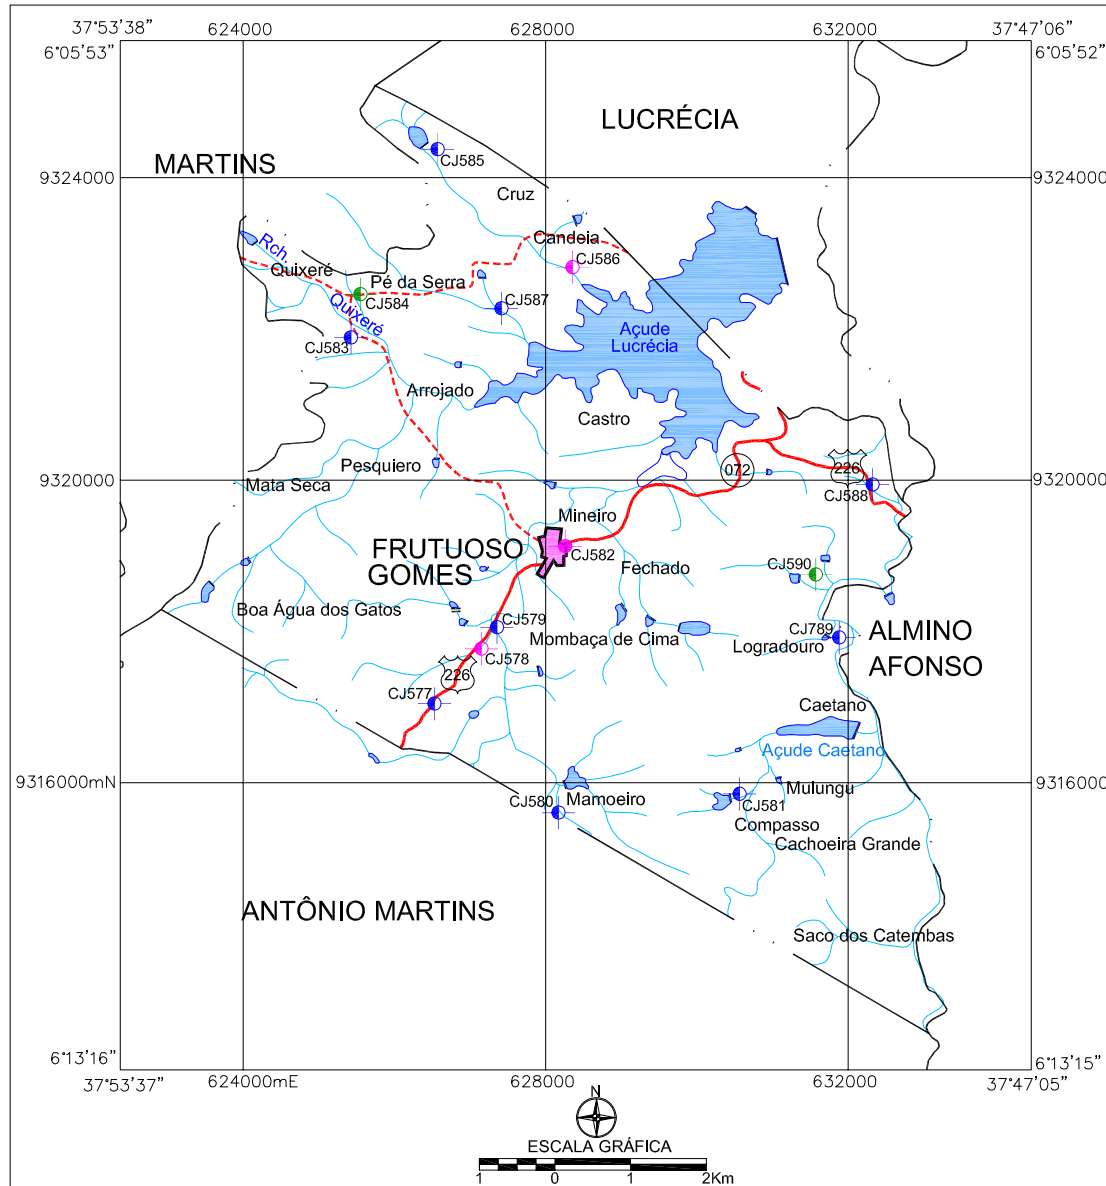 37°53'38"
624000
628000
632000
37°47'06"
6°05'53"
6°05'52"
LUCRÉCIA
CJ585
MARTINS
9324000
9324000
Cruz
Rch.
Candeia
CJ586
Quixeré
Pé da Serra
CJ584
Quixeré
CJ587
CJ583
Açude
Lucrécia
Arrojado
Castro
Pesquiero
072
226
9320000
Mata Seca
CJ588
9320000
Mineiro
FRUTUOSO
GOMES
CJ582
Fechado
CJ590
Boa Água dos Gatos
CJ579
Mombaça de Cima
CJ789
Logradouro
ALMINO
AFONSO
CJ578
226
CJ577
Caetano
Açude Caetano
9316000mN
9316000
CJ580
Mamoeiro
Mulungu
CJ581
Compasso
Cachoeira Grande
ANTÔNIO MARTINS
Saco dos Catembas
6°13'16"
6°13'15"
37°53'37"
624000mE
628000
632000
37°47'05"
N
ESCALA GRÁFICA
1
0
1
2Km